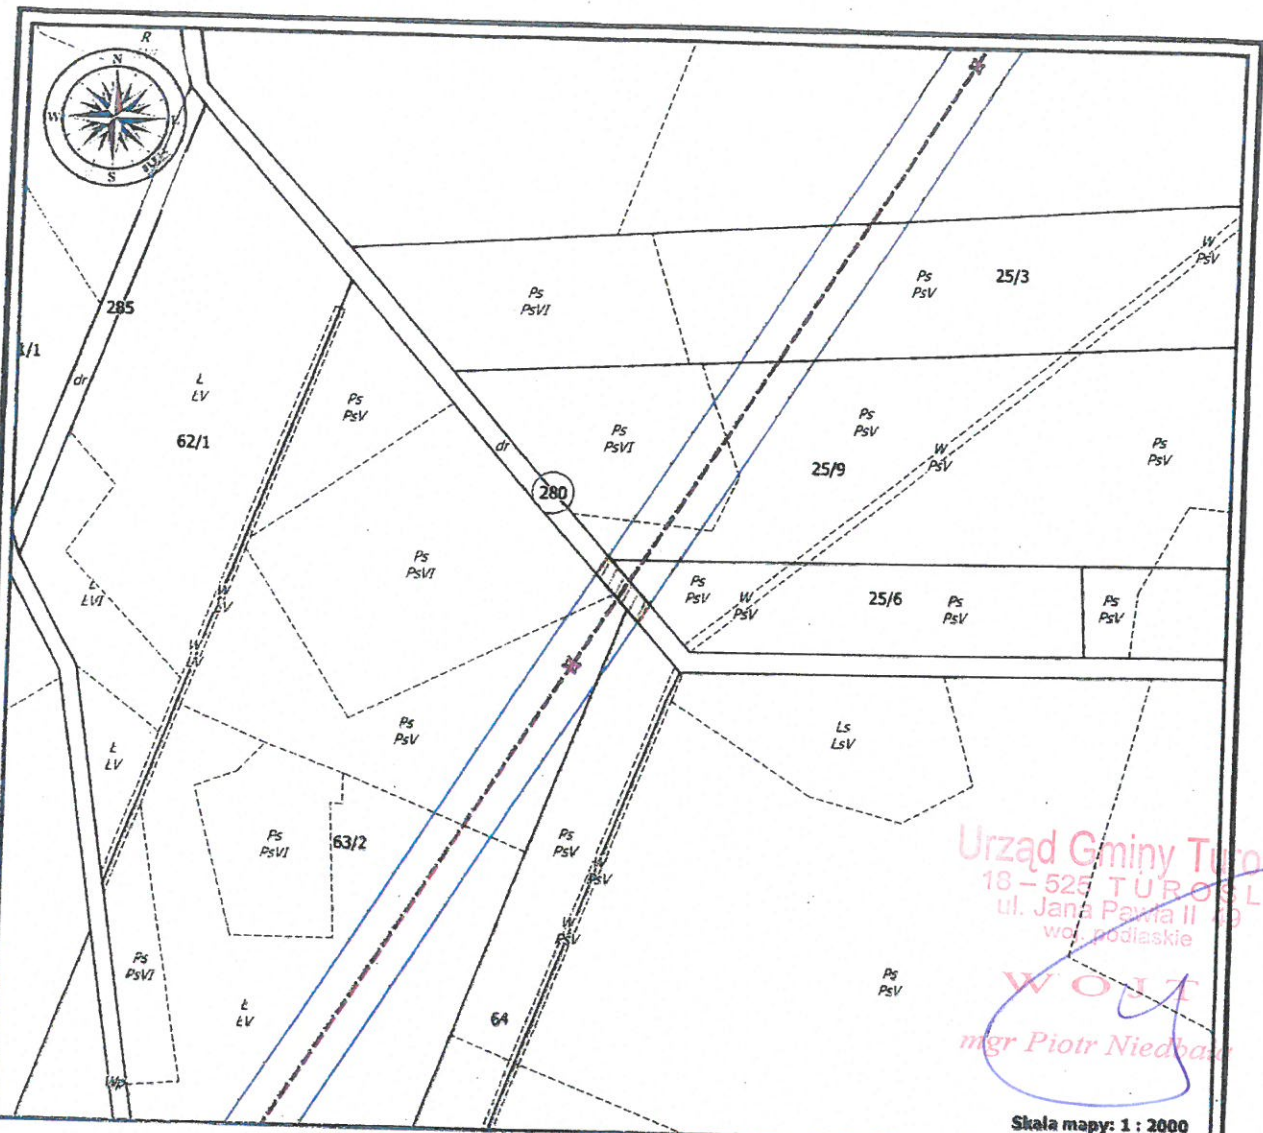 R
N
W
E
S
285
1/1
dr
Ł
ŁV
62/1
Ps
PsV
Ps
PsVI
Ps
PsV
25/3
W
PsV
dr
Ps
PsVI
Ps
PsV
25/9
W
PsV
Ps
PsV
280
Ps
PsVI
Ł
ŁVI
W
ŁV
W
ŁV
Ps
PsV
W
PsV
25/6
Ps
PsV
Ps
PsV
Ps
PsV
Ł
ŁV
Ls
LsV
Ps
PsVI
63/2
Ps
PsV
W
PsV
W
PsV
Ps
PsVI
Ł
ŁV
64
Ps
PsV
Wp
Urząd Gminy Turo
18 – 525 TUROSL
ul. Jana Pawła II 49
woj. podlaskie
WOJT
mgr Piotr Niedbała
Skala mapy: 1 : 2000